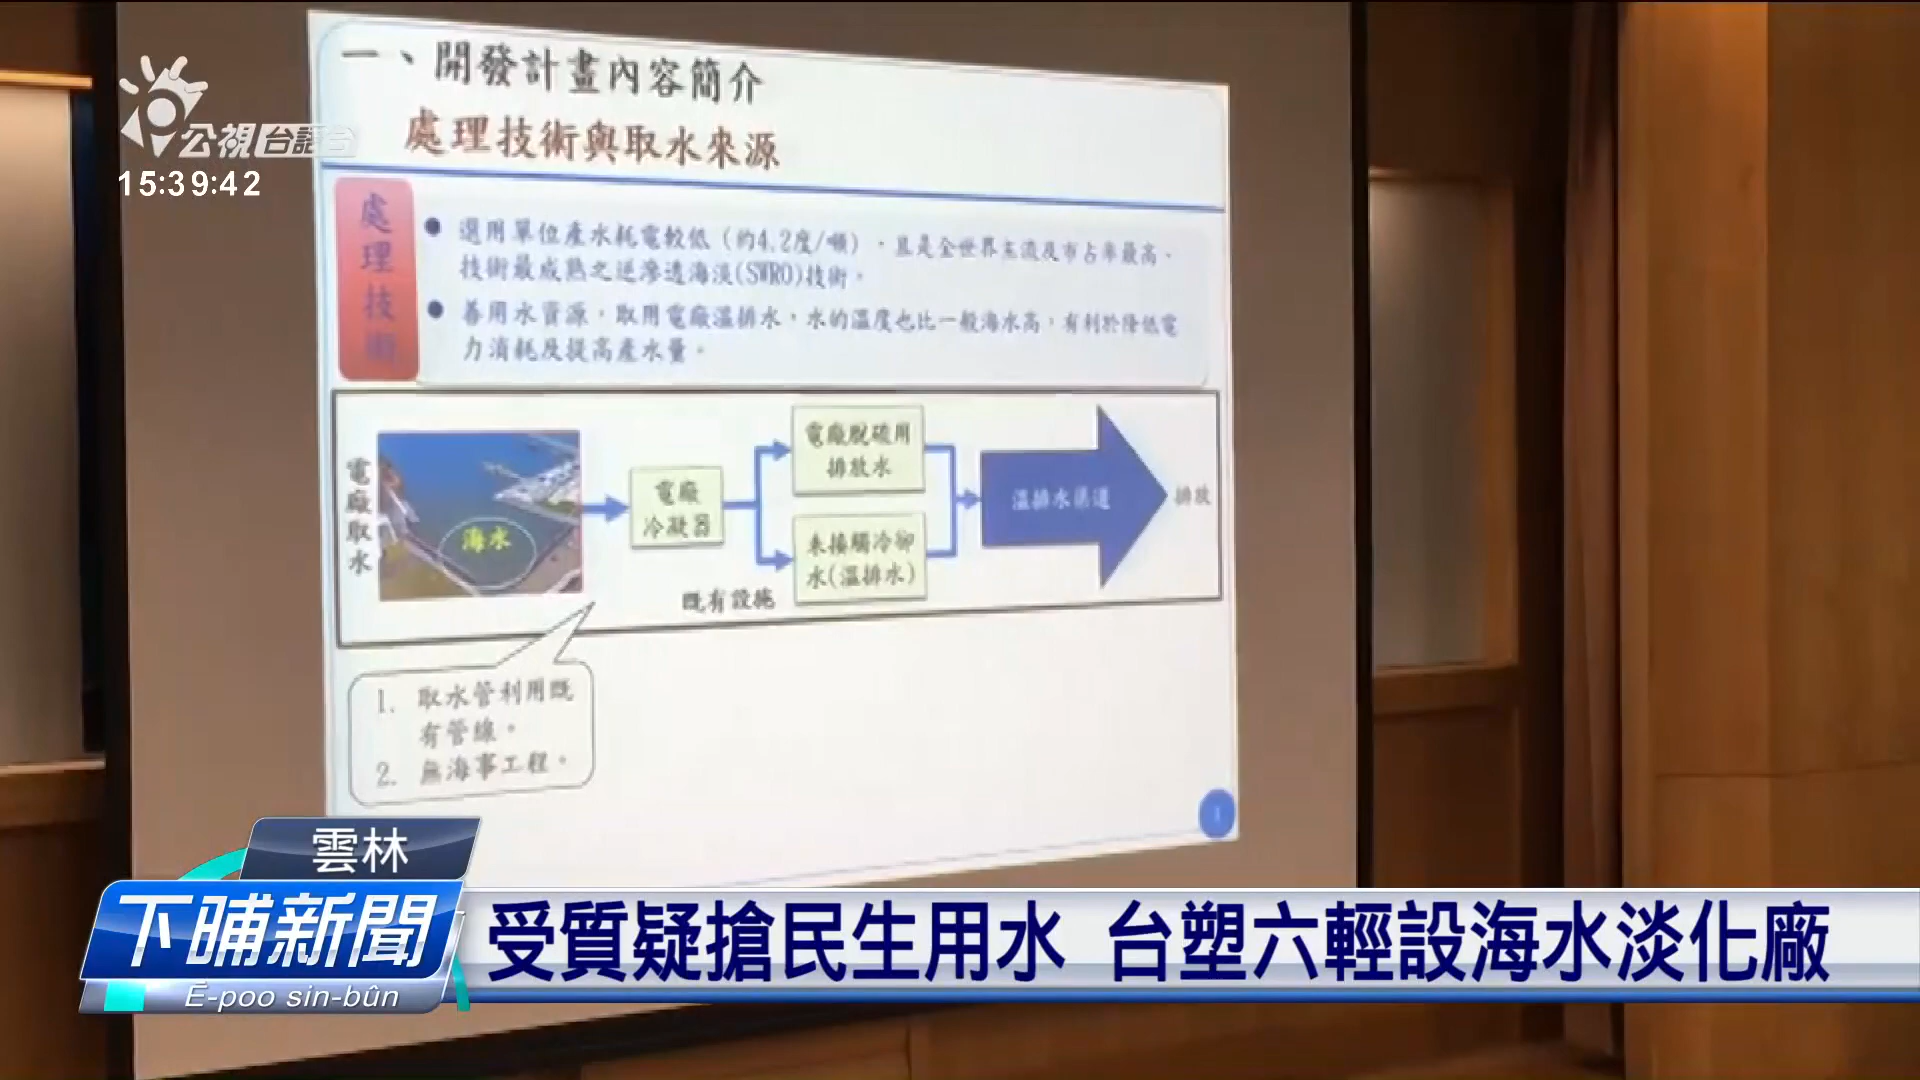 一、開發計畫內容簡介
處理技術與取水來源
公視台語台
15:39:42
處理技術
選用單位產水耗電較低(約4.2度/噸)，且是全世界主流及市占率最高、
技術最成熟之逆滲透海淡(SWRO)技術。
善用水資源，取用電廠溫排水，水的溫度也比一般海水高，有利於降低電
力消耗及提高產水量。
電廠取水
海水
電廠
冷凝器
電廠脫硫用
排放水
未接觸冷卻
水(溫排水)
溫排水渠道
排放
既有設施
1. 取水管利用既
有管線。
2. 無海事工程。
雲林
下晡新聞
Ē-poo sin-bûn
受質疑搶民生用水 台塑六輕設海水淡化廠